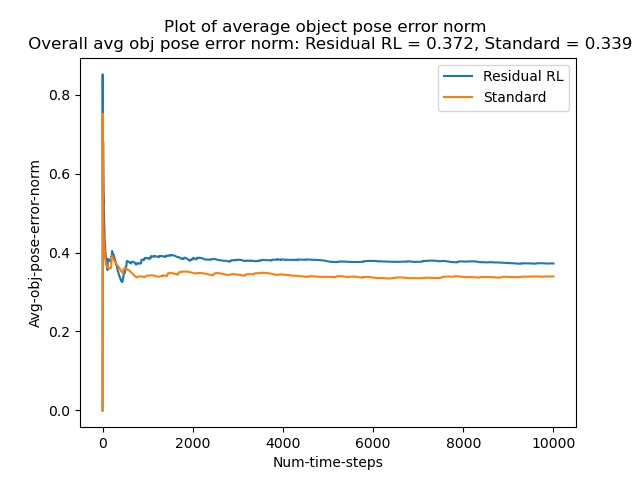 Plot of average object pose error norm
Overall avg obj pose error norm: Residual RL = 0.372, Standard = 0.339
Residual RL
Standard
Avg-obj-pose-error-norm
0.8
0.6
0.4
0.2
0.0
0 2000 4000 6000 8000 10000
Num-time-steps